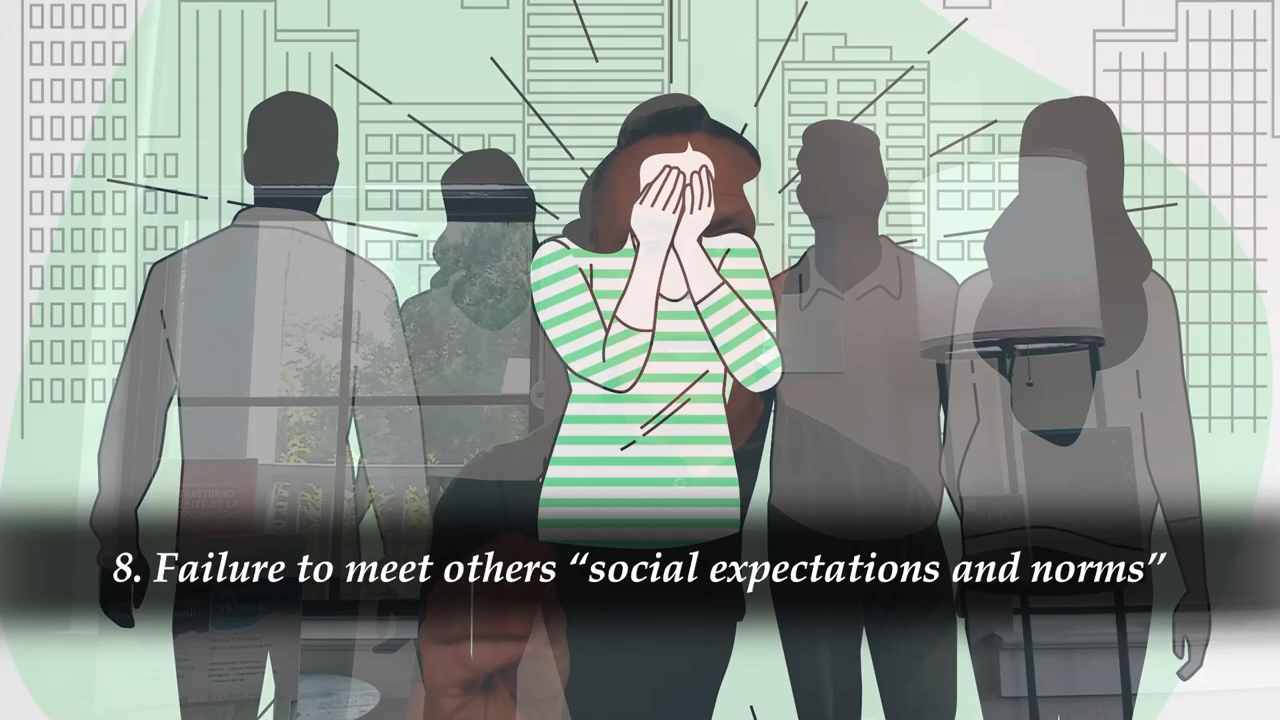 8. Failure to meet others “social expectations and norms”